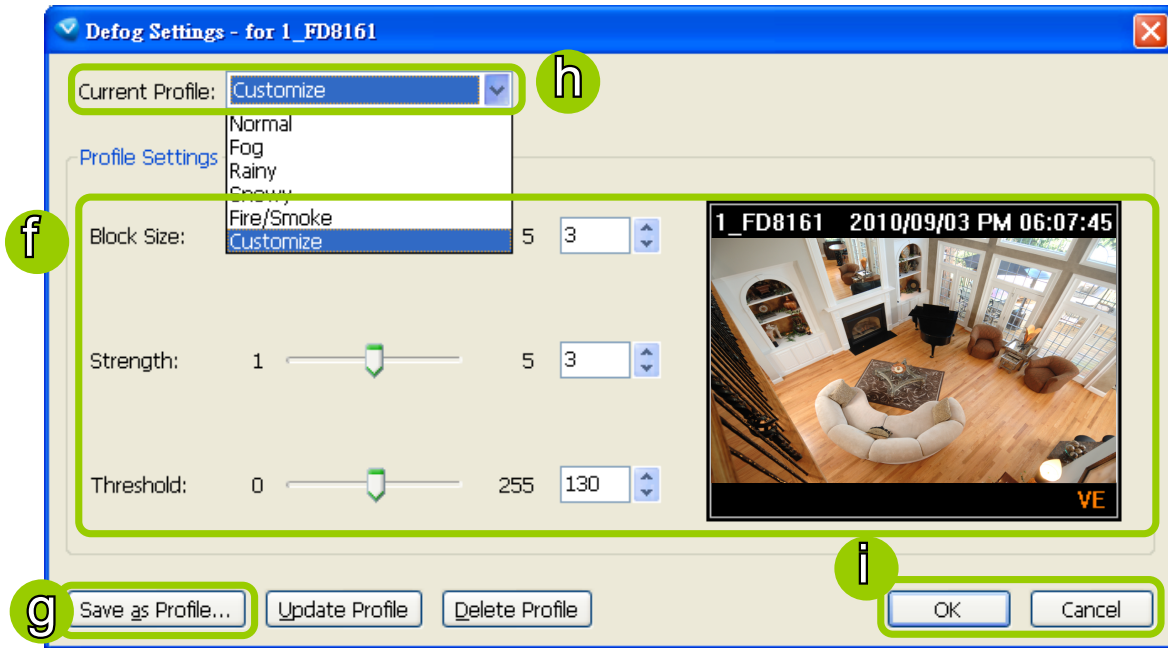 Defog Settings - for 1_FD8161
Current Profile: Customize
h
Normal
Fog
Profile Settings
Rainy
Snowy
Fire/Smoke
Customize
f
Block Size: 5 3
1_FD8161 2010/09/03 PM 06:07:45
Strength: 1 5 3
Threshold: 0 255 130
VE
i
g
Save as Profile... Update Profile Delete Profile OK Cancel